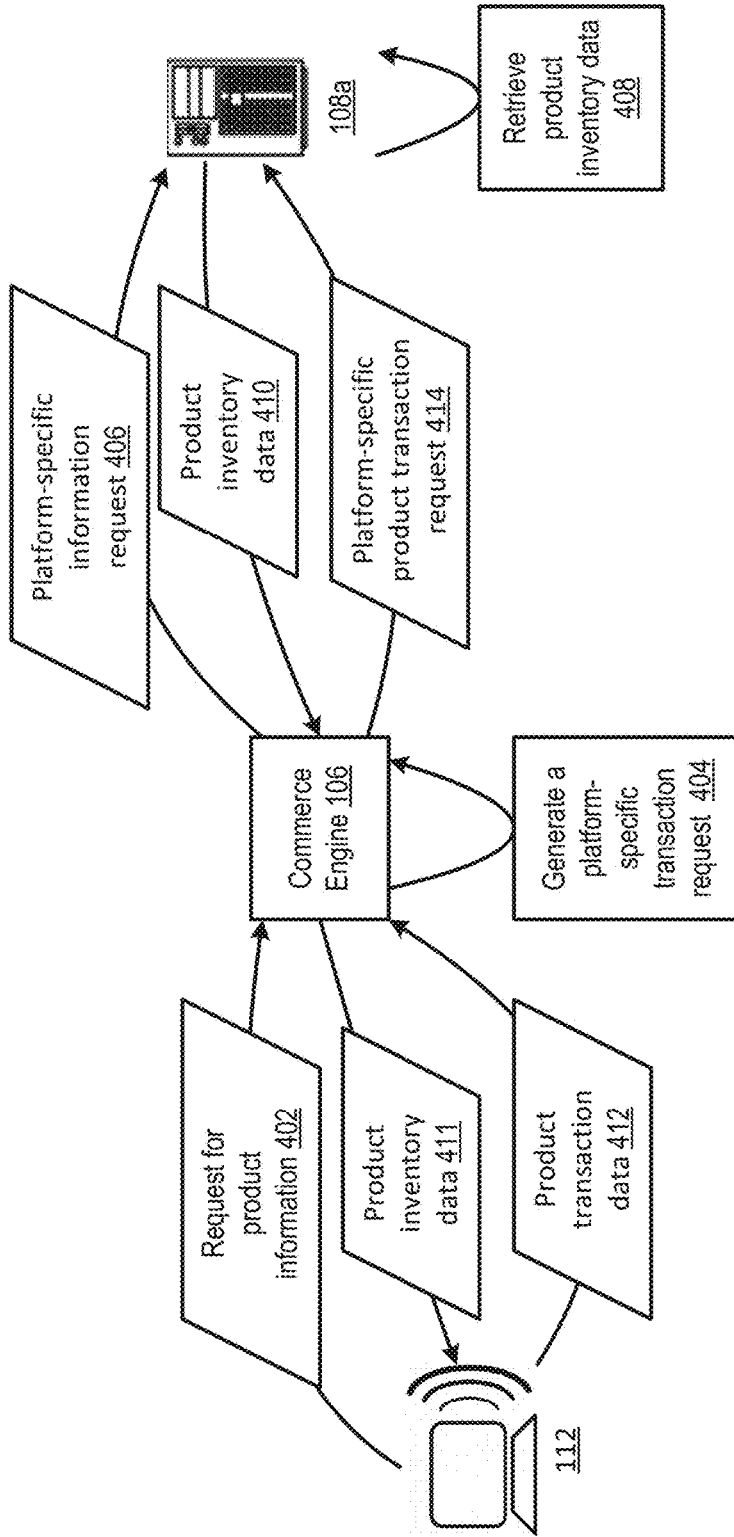 Request for
product
information 402
Product
inventory
data 411
Product
transaction
data 412
112
Commerce
Engine 106
Generate a
platform-
specific
transaction
request 404
Platform-specific
information
request 406
Product
inventory
data 410
Platform-specific
product transaction
request 414
108a
Retrieve
product
inventory data
408